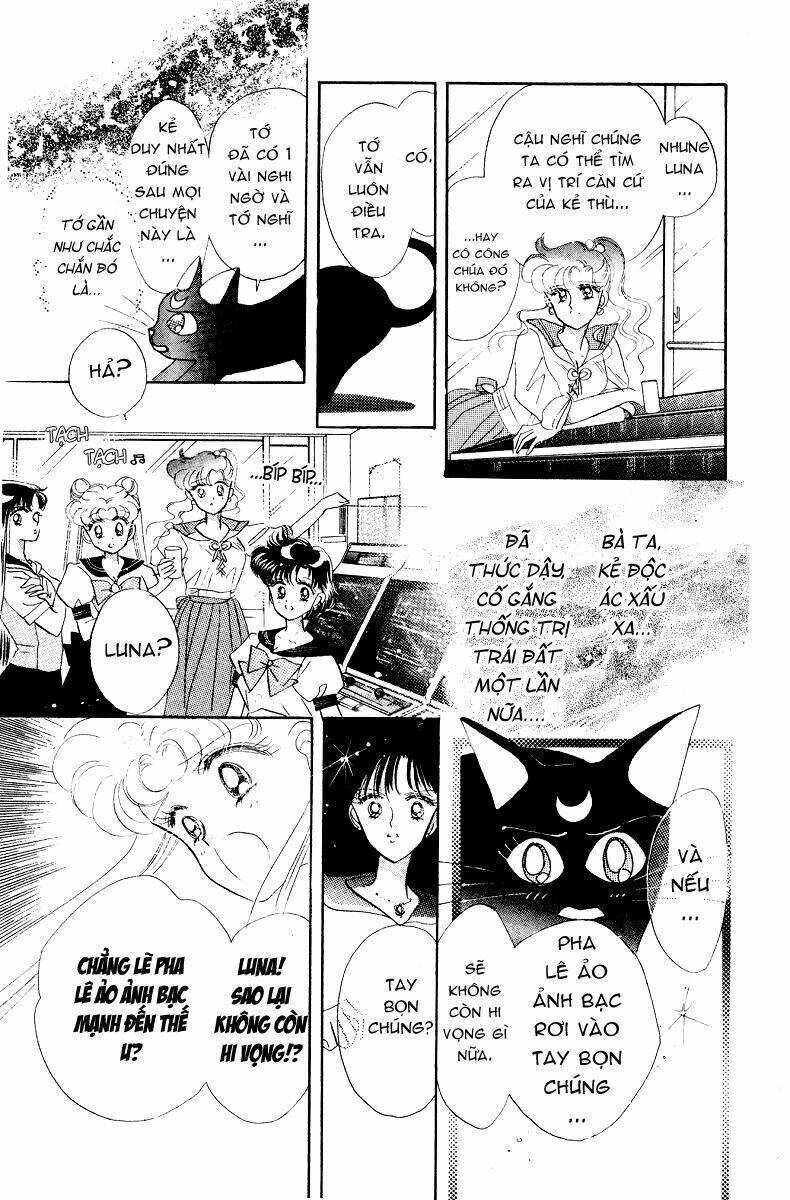 NHƯNG
LUNA
...
CẬU NGHĨ CHÚNG
TA CÓ THỂ TÌM
RA VỊ TRÍ CĂN CỨ
CỦA KẺ THÙ...
...HAY
CÔ CÔNG
CHÚA ĐÓ
KHÔNG?
CÓ.
TỚ
VẪN
LUÔN
ĐIỀU
TRA.
TỚ
ĐÃ CÓ 1
VÀI NGHI
NGỜ VÀ
TỚ NGHĨ
...
KẺ
DUY NHẤT
ĐÚNG
SAU MỌI
CHUYỆN
NÀY LÀ
...
TỚ GẦN
NHƯ CHẮC
CHẮN ĐÓ
LÀ...
HẢ?
BÀ TA,
KẺ ĐỘC
ÁC XẤU
XA...
ĐÃ
THỨC DẬY,
CỐ GẮNG
THỐNG TRỊ
TRÁI ĐẤT
MỘT LẦN
NỮA....
...BÍP BÍP...
TẠCH
TẠCH
LUNA?
VÀ
NẾU
...
PHA
LÊ ẢO
ẢNH BẠC
RƠI VÀO
TAY BỌN
CHÚNG
...
SẼ
KHÔNG
CÒN HI
VỌNG GÌ
NỮA.
TAY
BỌN
CHÚNG?
LUNA!
SAO LẠI
KHÔNG CÒN
HI VỌNG!?
CHẲNG LẼ PHA
LÊ ẢO ẢNH BẠC
MẠNH ĐẾN THẾ
Ư?